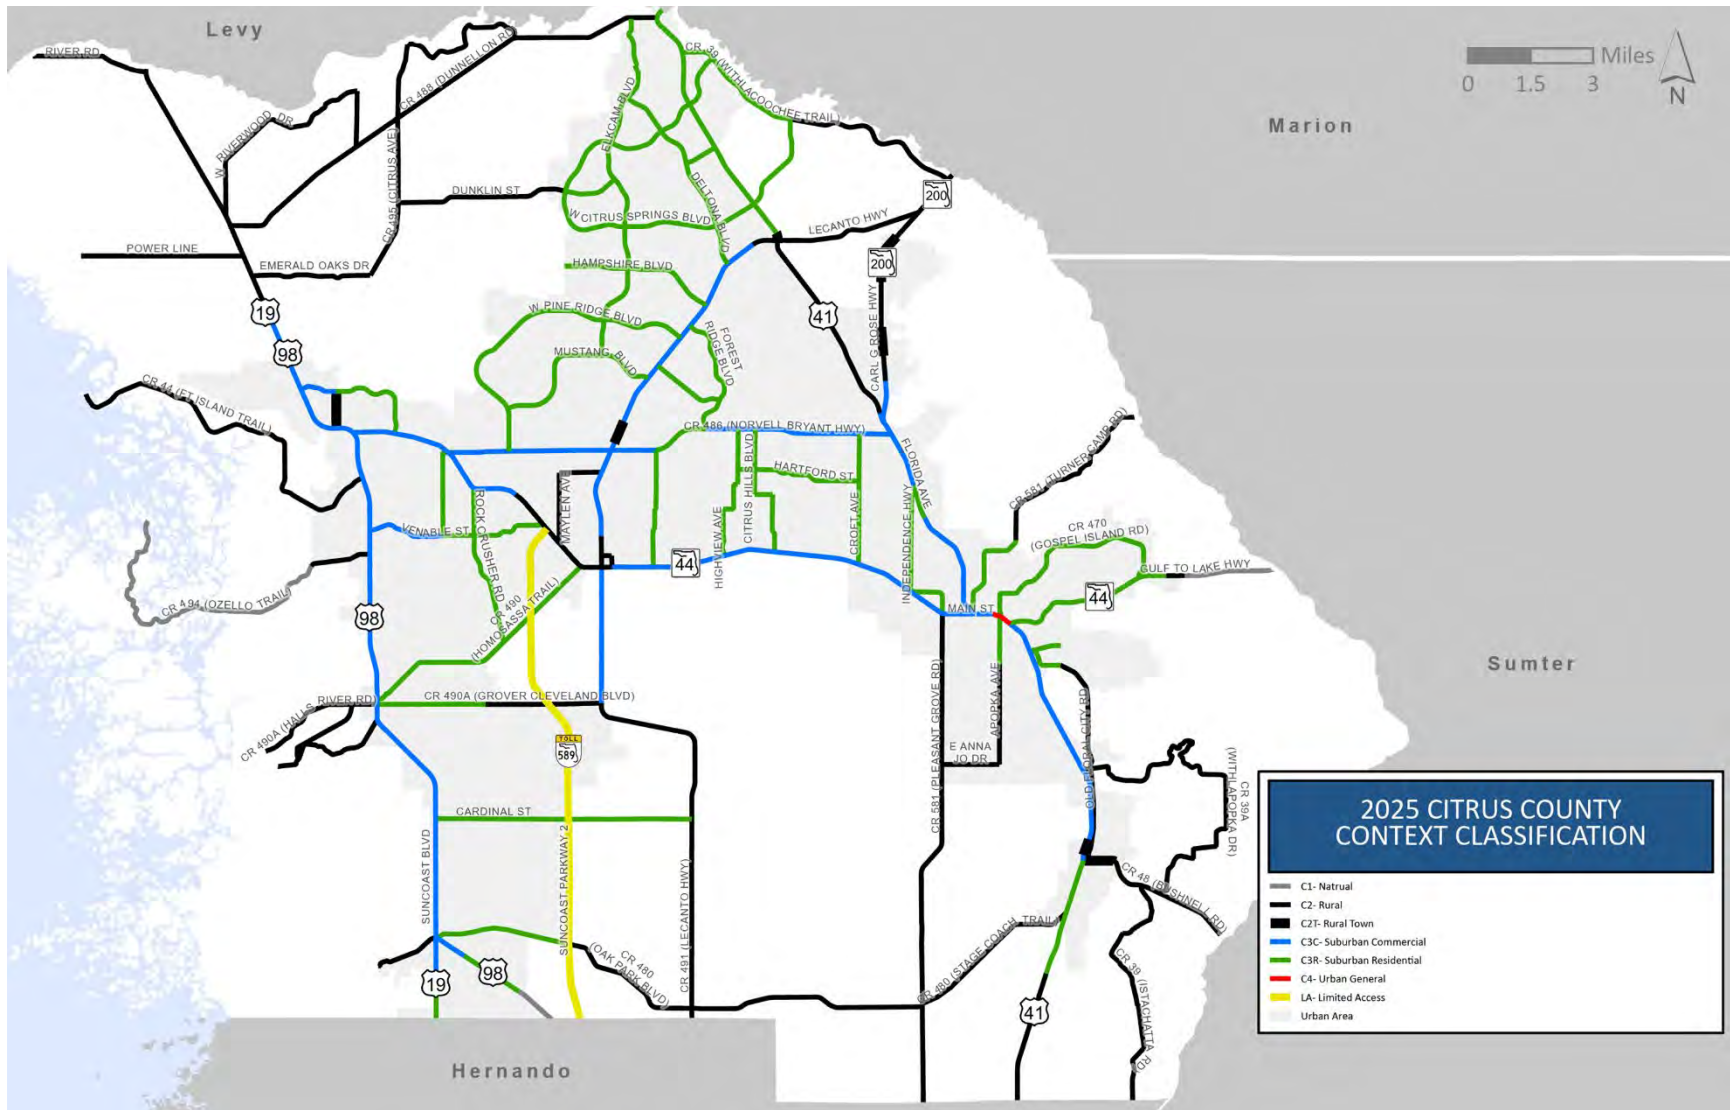 Levy
RIVER RD
CR 488 (DUNNELLON RD)
CR 39 (WITHLACOOCHEE TRAIL)
Miles
0 1.5 3
N
Marion
W RIVERWOOD DR
CR 495 (CITRUS AVE)
ELKCAM BLVD
DUNKLIN ST
DELTONA BLVD
200
W CITRUS SPRINGS BLVD
LECANTO HWY
POWER LINE
EMERALD OAKS DR
HAMPSHIRE BLVD
200
19
W PINE RIDGE BLVD
41
CARL G ROSE HWY
98
MUSTANG BLVD
FOREST
RIDGE BLVD
CR 44 (FT ISLAND TRAIL)
CR 486 (NORVELL BRYANT HWY)
FLORIDA AVE
CITRUS HILLS BLVD
HARTFORD ST
CR 581 (TURNER CAMP RD)
MAYLEN AVE
ROCK CRUSHER RD
VENABLE ST
HIGHVIEW AVE
CROFT AVE
INDEPENDENCE HWY
CR 470
(GOSPEL ISLAND RD)
44
GULF TO LAKE HWY
CR 494 (OZELLO TRAIL)
98
CR 490
(HOMOSASSA TRAIL)
MAIN ST
44
Sumter
CR 490A (HALLS RIVER RD)
CR 490A (GROVER CLEVELAND BLVD)
CR 581 (PLEASANT GROVE RD)
APOPKA AVE
OLD FLORAL CITY RD
TOLL
589
E ANNA
JO DR
CR 39A
(WITHLAPOPKA DR)
CARDINAL ST
SUNCOAST BLVD
SUNCOAST PARKWAY 2
CR 491 (LECANTO HWY)
CR 48 (BUSHNELL RD)
CR 480
(OAK PARK BLVD)
CR 480 (STAGE COACH TRAIL)
CR 39 (ISTACHATTA RD)
98
19
41
Hernando
2025 CITRUS COUNTY
CONTEXT CLASSIFICATION
C1- Natrual
C2- Rural
C2T- Rural Town
C3C- Suburban Commercial
C3R- Suburban Residential
C4- Urban General
LA- Limited Access
Urban Area